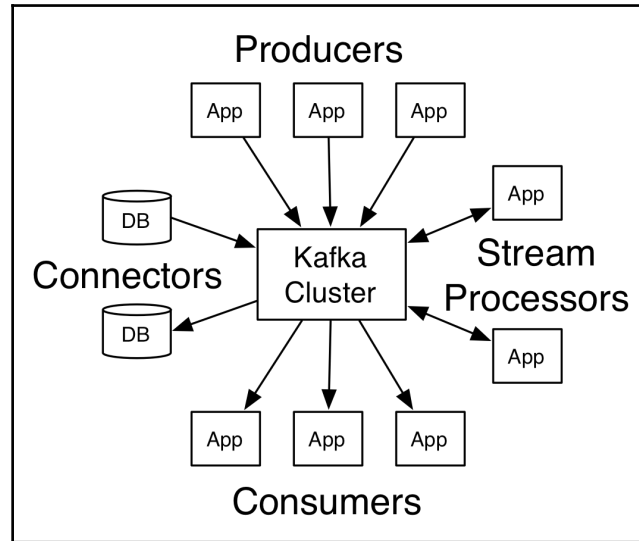 Producers
App
App
App
DB
App
Kafka
Cluster
Connectors
Stream
Processors
DB
App
App
App
App
Consumers